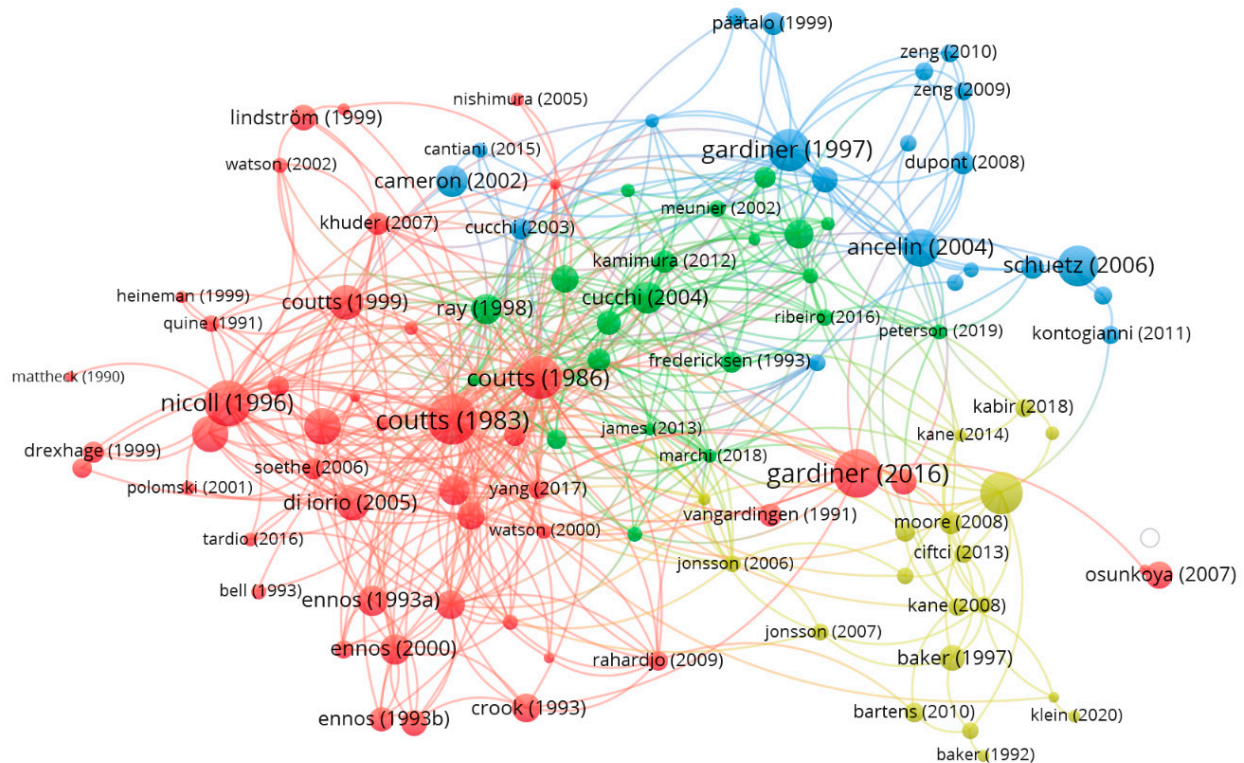 päätalo (1999)
zeng (2010)
zeng (2009)
nishimura (2005)
lindström (1999)
cantiani (2015)
gardiner (1997)
dupont (2008)
watson (2002)
cameron (2002)
meunier (2002)
khuder (2007)
cucchi (2003)
ancelin (2004)
kamimura (2012)
schuetz (2006)
heineman (1999)
coutts (1999)
ray (1998)
cucchi (2004)
quine (1991)
ribeiro (2016)
peterson (2019)
kontogianni (2011)
fredericksen (1993)
mattheck (1990)
coutts (1986)
nicoll (1996)
kabir (2018)
coutts (1983)
james (2013)
kane (2014)
drexhage (1999)
marchi (2018)
soethe (2006)
gardiner (2016)
polomski (2001)
yang (2017)
di iorio (2005)
vangardingen (1991)
moore (2008)
watson (2000)
tardio (2016)
ciftci (2013)
jonsson (2006)
osunkoya (2007)
bell (1993)
ennos (1993a)
kane (2008)
jonsson (2007)
ennos (2000)
rahardjo (2009)
baker (1997)
crook (1993)
ennos (1993b)
bartens (2010)
klein (2020)
baker (1992)